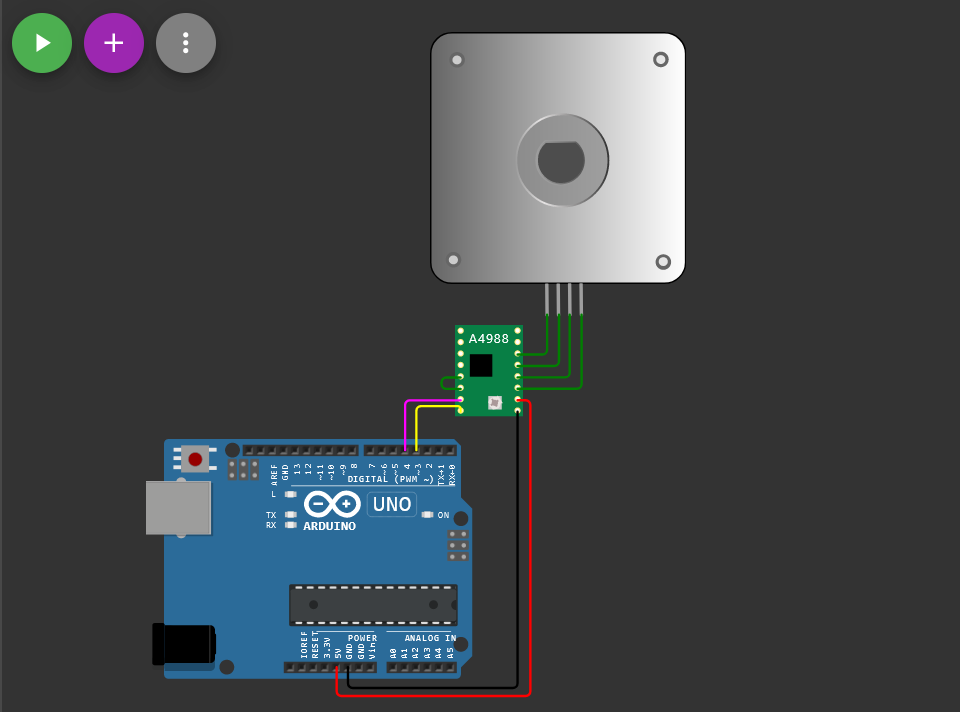 A4988
AREF
GND
13
12
~11
~10
~9
8
7
~6
~5
4
~3
2
TX→1
RX←0
DIGITAL (PWM ~)
L
UNO
TX
RX
ON
ARDUINO
POWER
ANALOG IN
IOREF
RESET
3.3V
5V
GND
GND
Vin
A0
A1
A2
A3
A4
A5